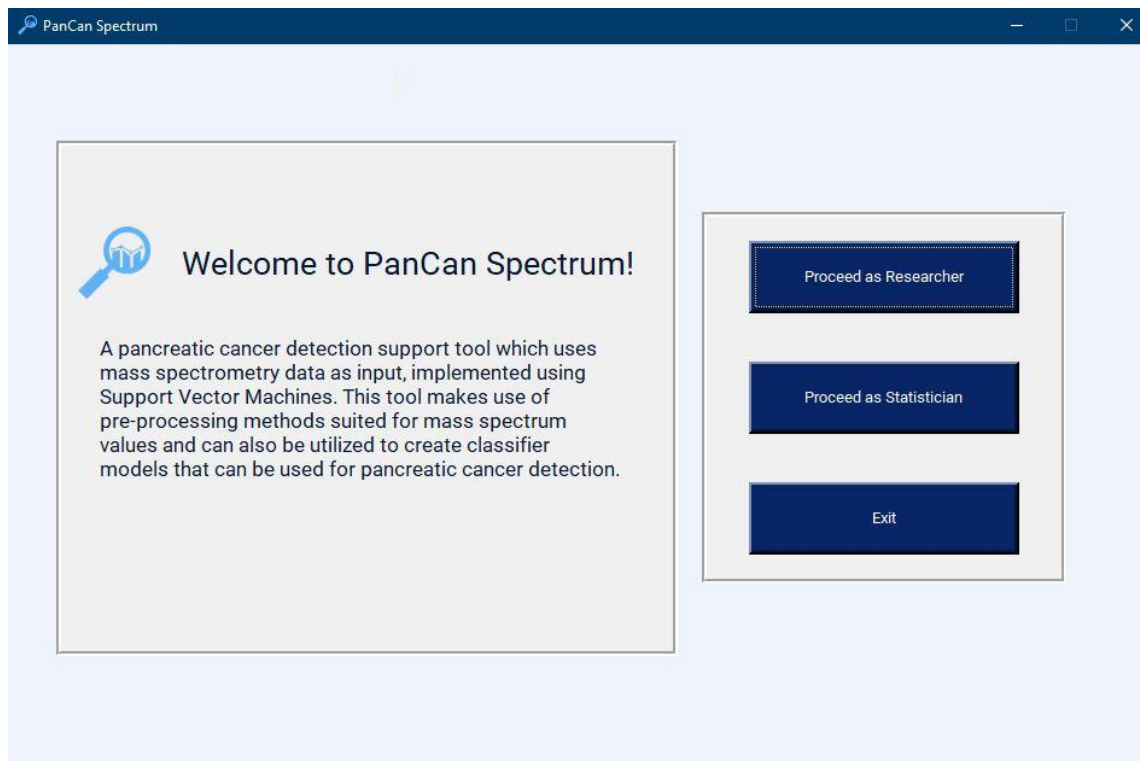 PanCan Spectrum
Welcome to PanCan Spectrum!
A pancreatic cancer detection support tool which uses
mass spectrometry data as input, implemented using
Support Vector Machines. This tool makes use of
pre-processing methods suited for mass spectrum
values and can also be utilized to create classifier
models that can be used for pancreatic cancer detection.
Proceed as Researcher
Proceed as Statistician
Exit